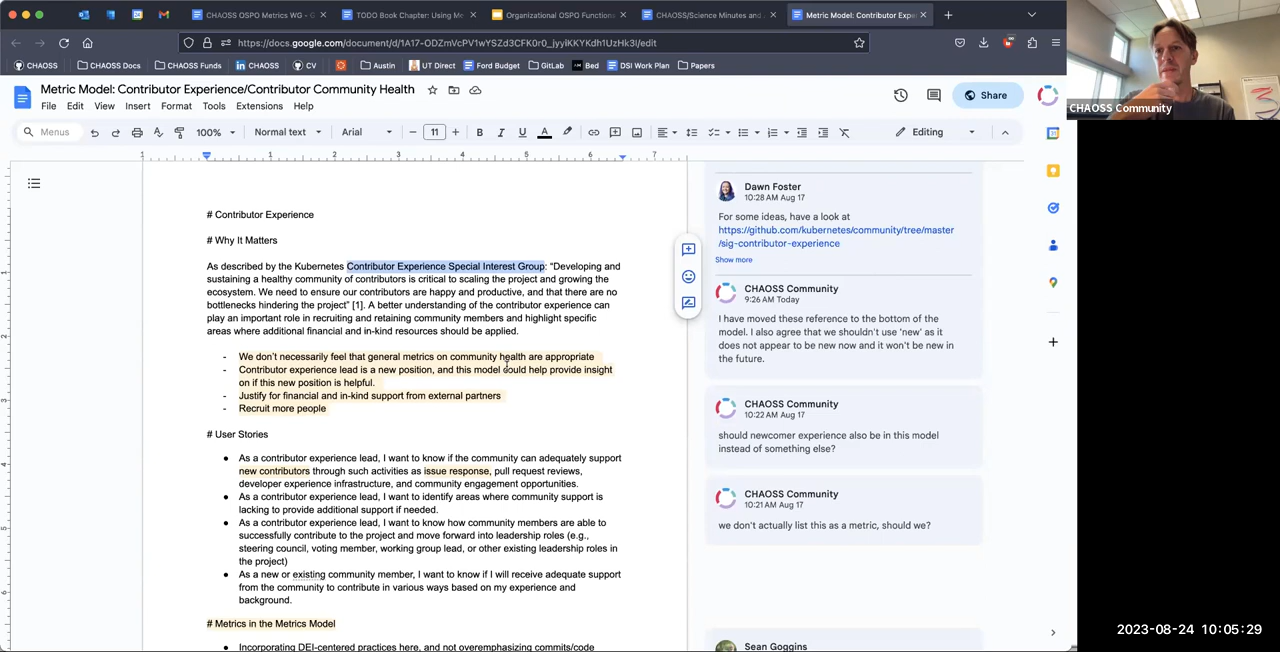 CHAOSS OSPO Metrics WG - G
TODO Book Chapter: Using Me
Organizational OSPO Function
CHAOSS/Science Minutes and
Metric Model: Contributor Expe
https://docs.google.com/document/d/1A17-ODZmVcPV1wYSZd3CFK0r0_jyyiKKYKdh1UzHk3I/edit
CHAOSS
CHAOSS Docs
CHAOSS Funds
CHAOSS
CV
Austin
UT Direct
Ford Budget
GitLab
Bed
DSI Work Plan
Papers
CHAOSS Community
Metric Model: Contributor Experience/Contributor Community Health
File Edit View Insert Format Tools Extensions Help
Share
Menus
100%
Normal text
Arial
11
Editing
1 1 2 3 4 5 6 7
# Contributor Experience
# Why It Matters
As described by the Kubernetes Contributor Experience Special Interest Group: “Developing and
sustaining a healthy community of contributors is critical to scaling the project and growing the
ecosystem. We need to ensure our contributors are happy and productive, and that there are no
bottlenecks hindering the project” [1]. A better understanding of the contributor experience can
play an important role in recruiting and retaining community members and highlight specific
areas where additional financial and in-kind resources should be applied.
- We don’t necessarily feel that general metrics on community health are appropriate
- Contributor experience lead is a new position, and this model could help provide insight
on if this new position is helpful.
- Justify for financial and in-kind support from external partners
- Recruit more people
# User Stories
● As a contributor experience lead, I want to know if the community can adequately support
new contributors through such activities as issue response, pull request reviews,
developer experience infrastructure, and community engagement opportunities.
● As a contributor experience lead, I want to identify areas where community support is
lacking to provide additional support if needed.
● As a contributor experience lead, I want to know how community members are able to
successfully contribute to the project and move forward into leadership roles (e.g.,
steering council, voting member, working group lead, or other existing leadership roles in
the project)
● As a new or existing community member, I want to know if I will receive adequate support
from the community to contribute in various ways based on my experience and
background.
# Metrics in the Metrics Model
● Incorporating DEI-centered practices here, and not overemphasizing commits/code
Dawn Foster
10:28 AM Aug 17
For some ideas, have a look at
https://github.com/kubernetes/community/tree/master
/sig-contributor-experience
Show more
CHAOSS Community
9:26 AM Today
I have moved these reference to the bottom of the
model. I also agree that we shouldn't use 'new' as it
does not appear to be new now and it won't be new in
the future.
CHAOSS Community
10:22 AM Aug 17
should newcomer experience also be in this model
instead of something else?
CHAOSS Community
10:21 AM Aug 17
we don't actually list this as a metric, should we?
Sean Goggins
2023-08-24 10:05:29